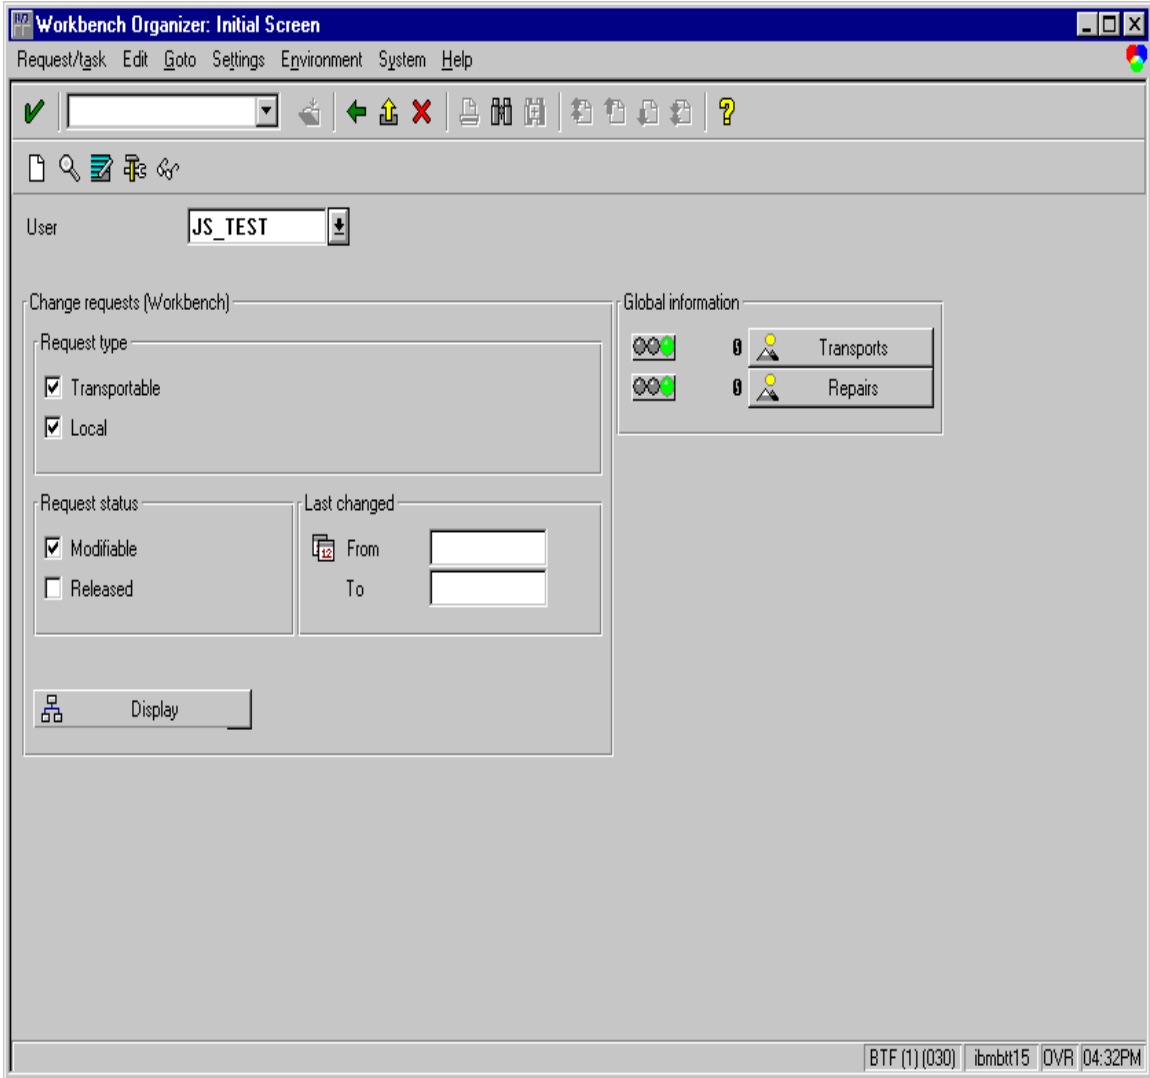 Workbench Organizer: Initial Screen
Request/task Edit Goto Settings Environment System Help
User JS_TEST
Change requests (Workbench)
Request type
Transportable
Local
Request status
Modifiable
Released
Last changed
12 From
To
Display
Global information
0 Transports
0 Repairs
BTF (1) (030) ibmbtt15 OVR 04:32PM